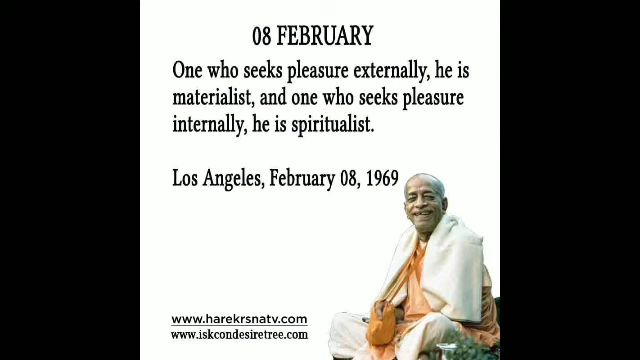 08 FEBRUARY
One who seeks pleasure externally, he is
materialist, and one who seeks pleasure
internally, he is spiritualist.
Los Angeles, February 08, 1969
www.harekrsnatv.com
www.iskcondesiretree.com